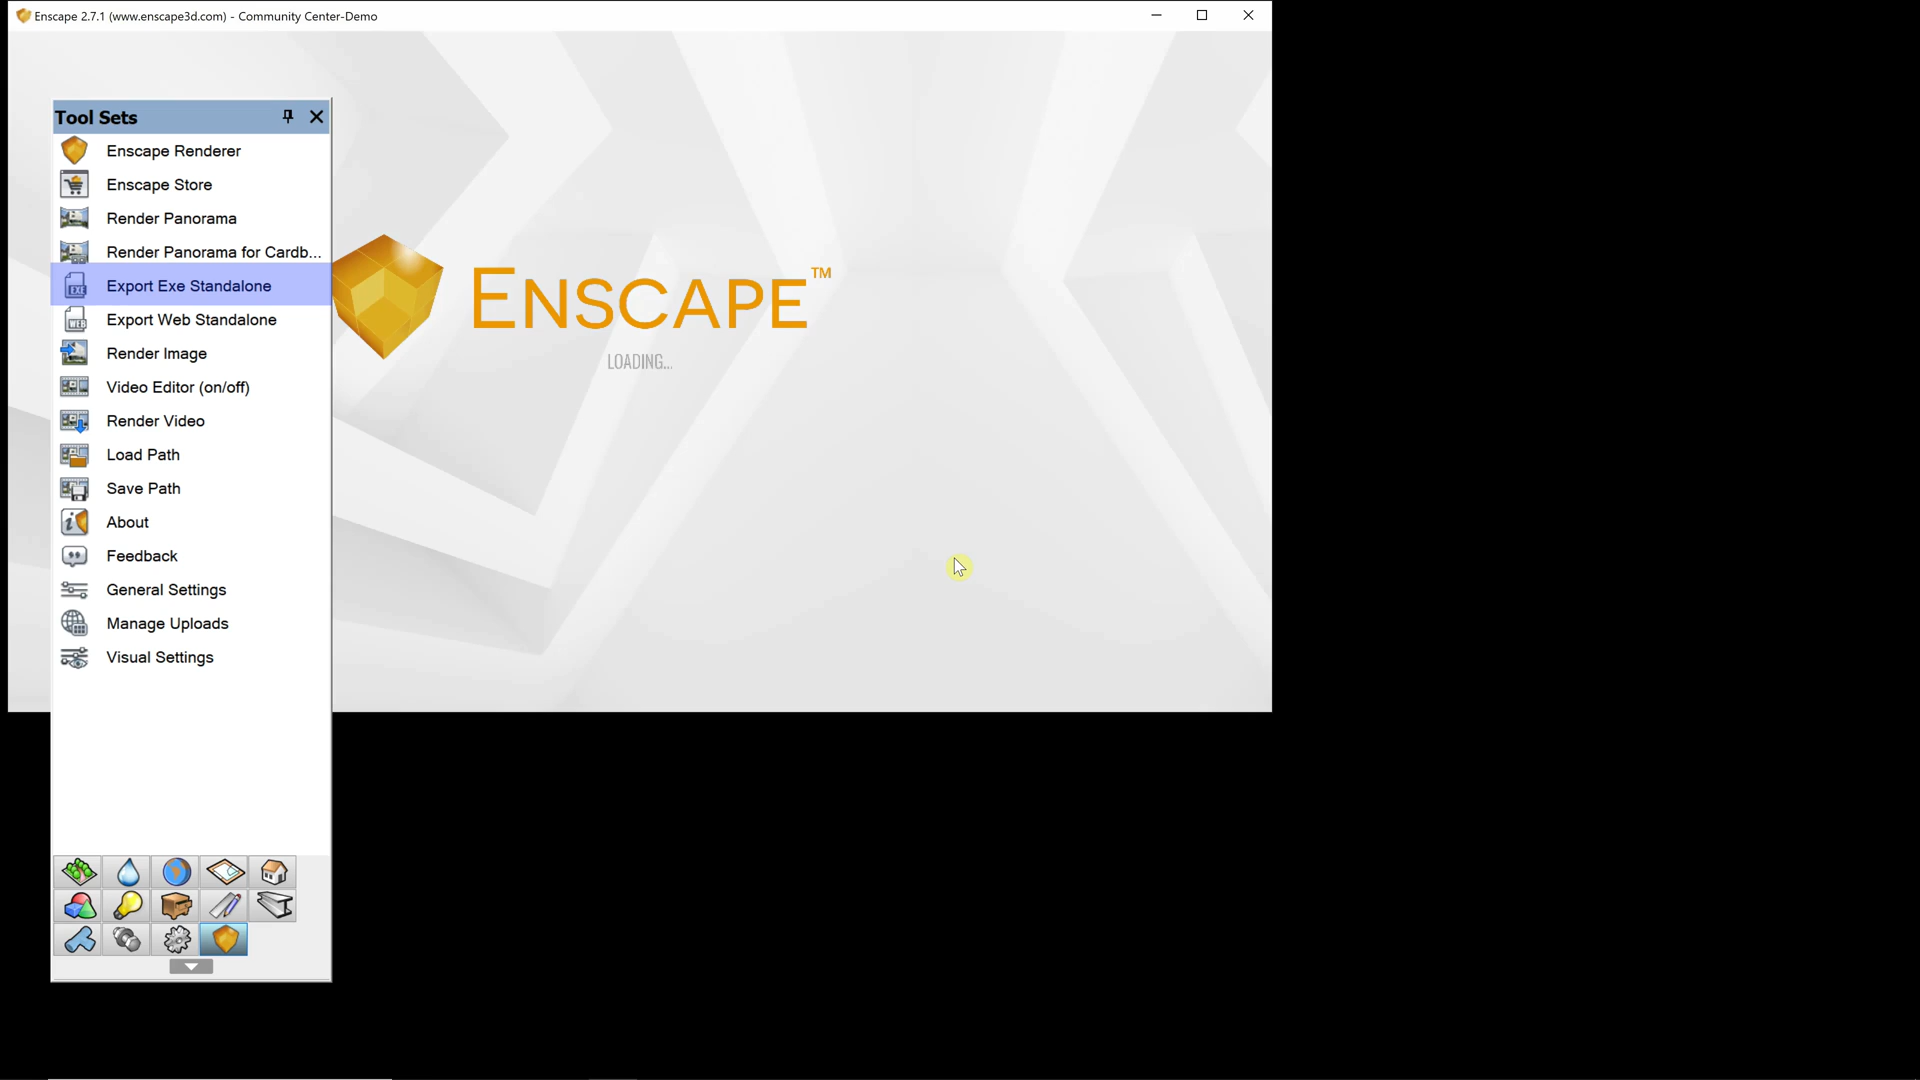 Enscape 2.7.1 (www.enscape3d.com) - Community Center-Demo
Tool Sets
Enscape Renderer
Enscape Store
Render Panorama
Render Panorama for Cardb...
Export Exe Standalone
Export Web Standalone
Render Image
Video Editor (on/off)
Render Video
Load Path
Save Path
About
Feedback
General Settings
Manage Uploads
Visual Settings
ENSCAPE™
LOADING...
EXE
WEB